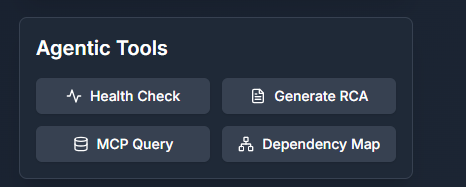 Agentic Tools
Health Check
Generate RCA
MCP Query
Dependency Map